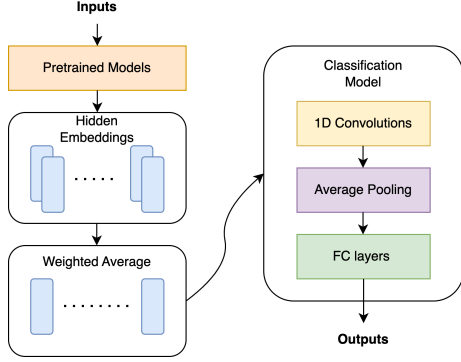 Inputs
Pretrained Models
Hidden
Embeddings
Weighted Average
Classification
Model
1D Convolutions
Average Pooling
FC layers
Outputs